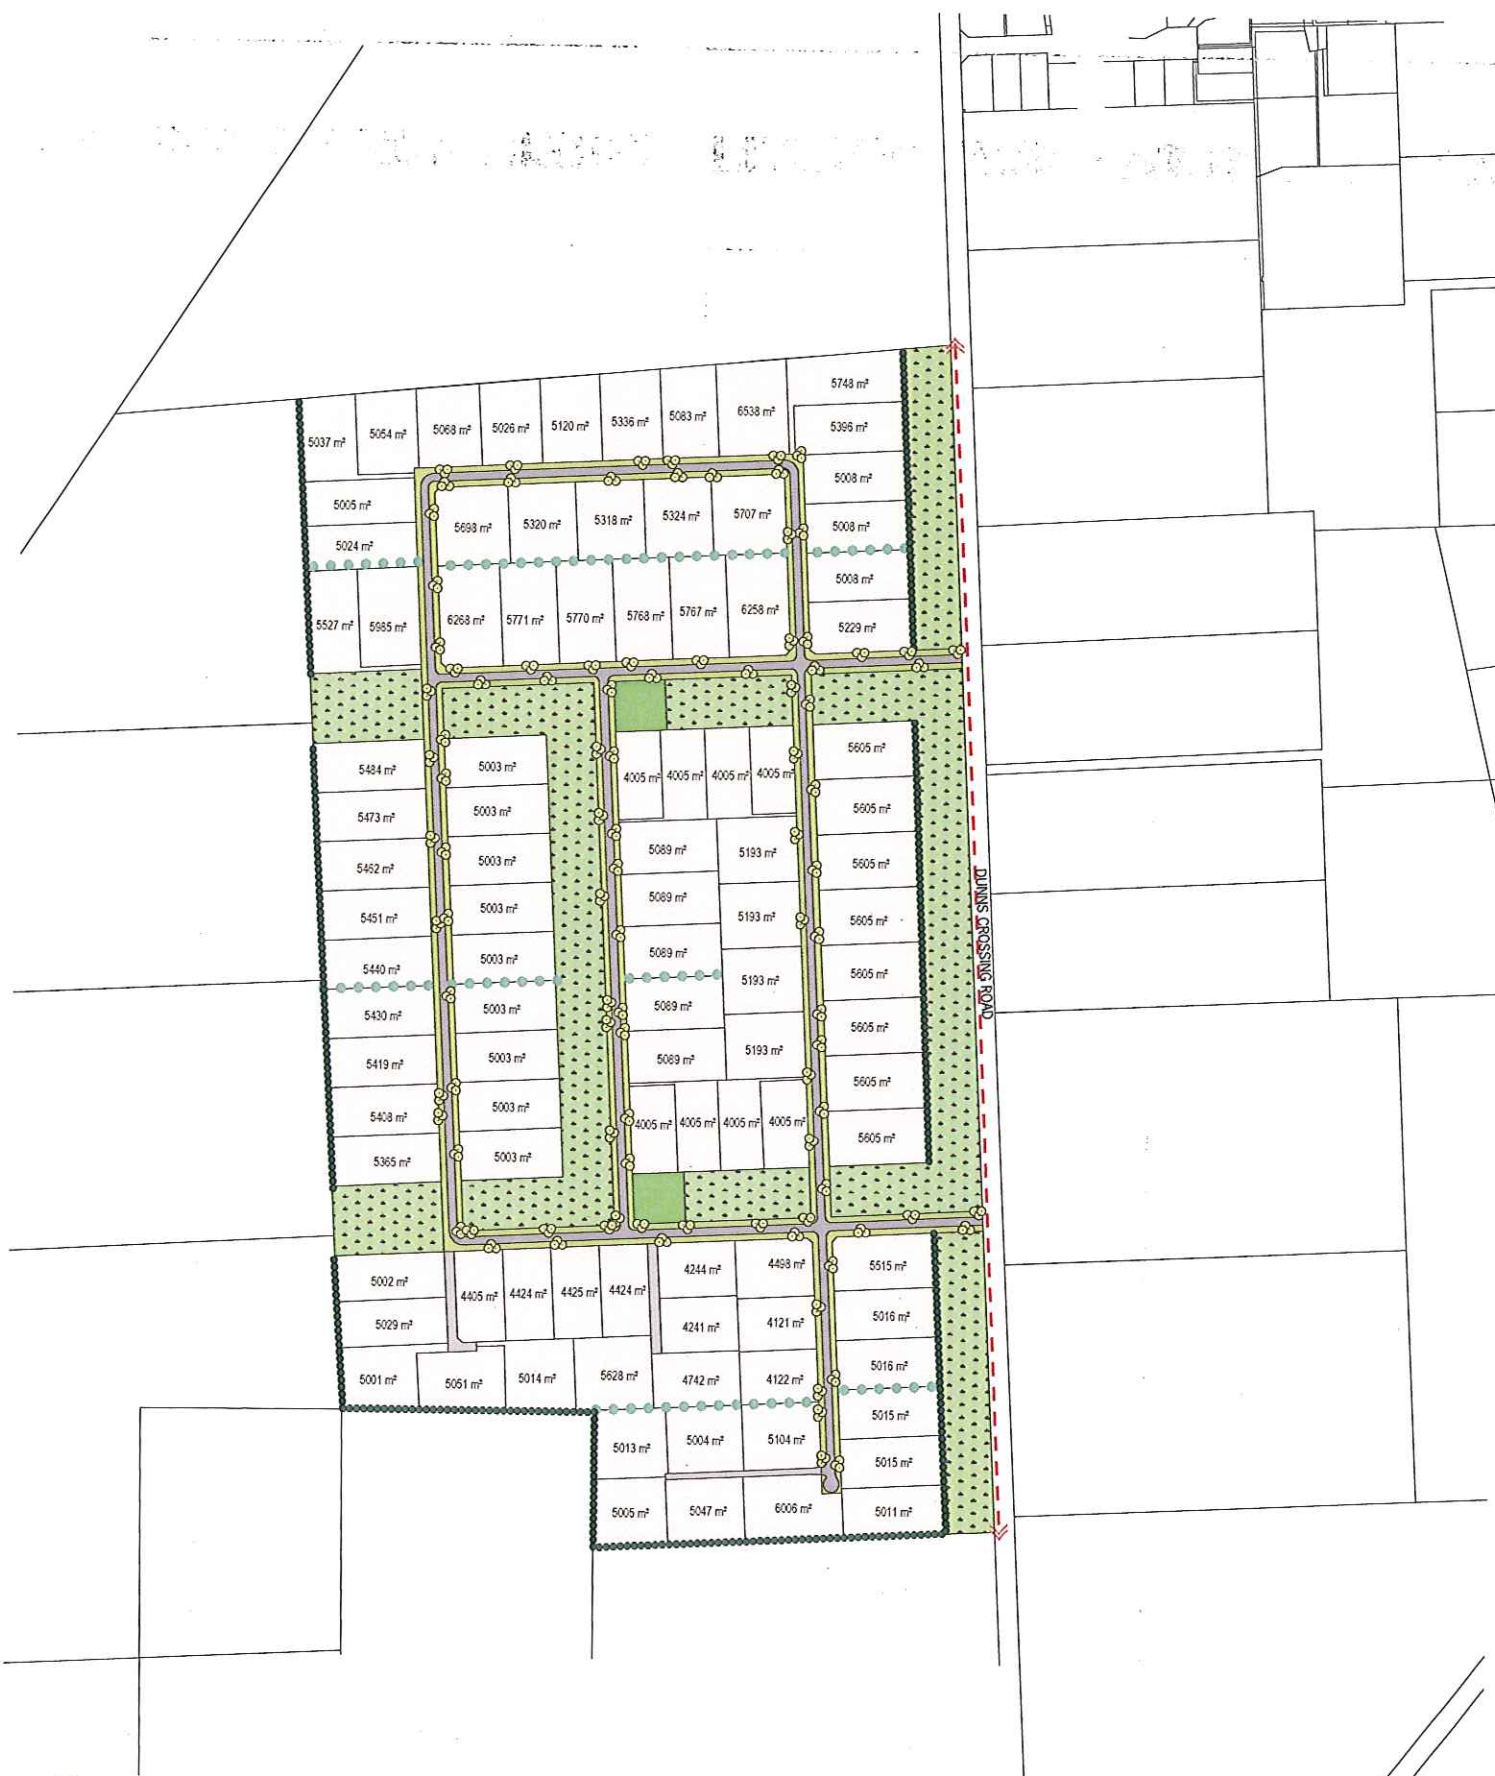 5748 m²
6538 m²
5083 m²
5336 m²
5120 m²
5026 m²
5068 m²
5054 m²
5037 m²
5396 m²
5008 m²
5005 m²
5698 m²
5320 m²
5318 m²
5324 m²
5707 m²
5008 m²
5024 m²
5008 m²
5527 m²
5985 m²
6268 m²
5771 m²
5770 m²
5768 m²
5767 m²
6258 m²
5229 m²
5484 m²
5003 m²
4005 m²
4005 m²
4005 m²
4005 m²
5605 m²
5473 m²
5003 m²
5605 m²
5462 m²
5003 m²
5089 m²
5193 m²
5605 m²
5451 m²
5003 m²
5089 m²
5193 m²
5605 m²
DUNNS CROSSING ROAD
5440 m²
5003 m²
5089 m²
5193 m²
5605 m²
5430 m²
5003 m²
5089 m²
5193 m²
5605 m²
5419 m²
5003 m²
5089 m²
5605 m²
5408 m²
5003 m²
4005 m²
4005 m²
4005 m²
4005 m²
5605 m²
5365 m²
5003 m²
5002 m²
4405 m²
4424 m²
4425 m²
4424 m²
4244 m²
4498 m²
5515 m²
5029 m²
4241 m²
4121 m²
5016 m²
5001 m²
5051 m²
5014 m²
5628 m²
4742 m²
4122 m²
5016 m²
5013 m²
5004 m²
5104 m²
5015 m²
5015 m²
5005 m²
5047 m²
6006 m²
5011 m²